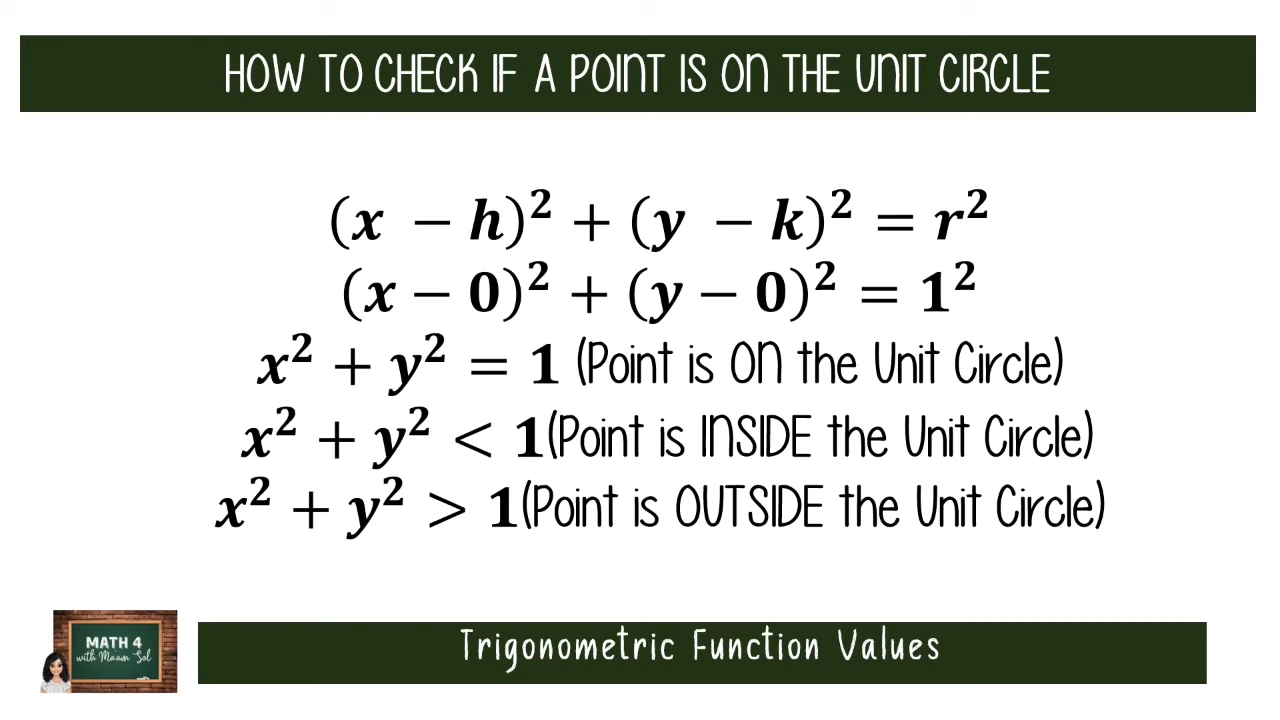 HOW TO CHECK IF A POINT IS ON THE UNIT CIRCLE
(x - h)² + (y - k)² = r²
(x - 0)² + (y - 0)² = 1²
x² + y² = 1 (Point is ON the Unit Circle)
x² + y² < 1(Point is INSIDE the Unit Circle)
x² + y² > 1(Point is OUTSIDE the Unit Circle)
MATH 4
with Ma'am Sol
Trigonometric Function Values